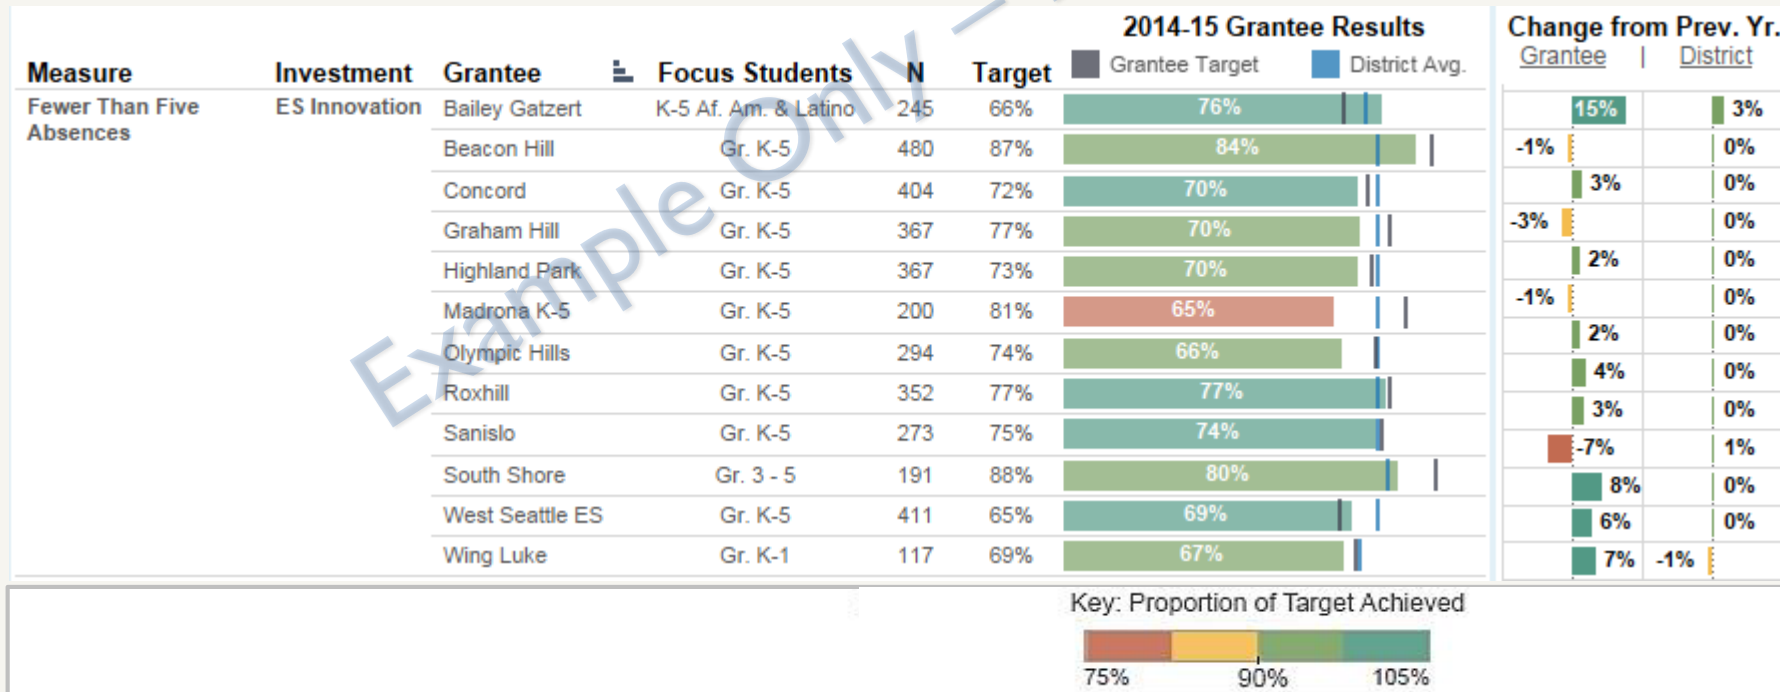 2014-15 Grantee Results Change from Prev. Yr.
Grantee Target District Avg. Grantee | District
Measure Investment Grantee Focus Students N Target
Fewer Than Five Absences ES Innovation Bailey Gatzert K-5 Af. Am. & Latino 245 66% 76% 15% 3%
Beacon Hill Gr. K-5 480 87% 84% -1% 0%
Concord Gr. K-5 404 72% 70% 3% 0%
Graham Hill Gr. K-5 367 77% 70% -3% 0%
Highland Park Gr. K-5 367 73% 70% 2% 0%
Madrona K-5 Gr. K-5 200 81% 65% -1% 0%
Olympic Hills Gr. K-5 294 74% 66% 2% 0%
Roxhill Gr. K-5 352 77% 77% 4% 0%
Sanislo Gr. K-5 273 75% 74% 3% 0%
South Shore Gr. 3 - 5 191 88% 80% -7% 1%
West Seattle ES Gr. K-5 411 65% 69% 8% 0%
6% 0%
Wing Luke Gr. K-1 117 69% 67% 7% -1%
Example Only –
Key: Proportion of Target Achieved
75% 90% 105%